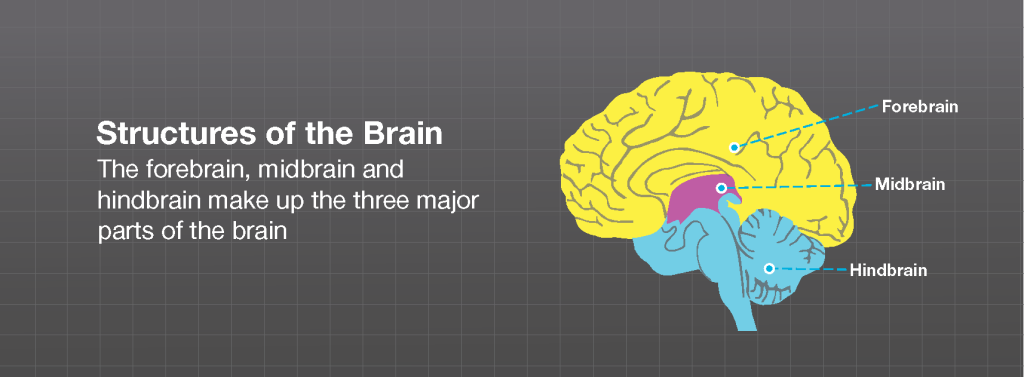 Structures of the Brain
The forebrain, midbrain and
hindbrain make up the three major
parts of the brain
Forebrain
Midbrain
Hindbrain